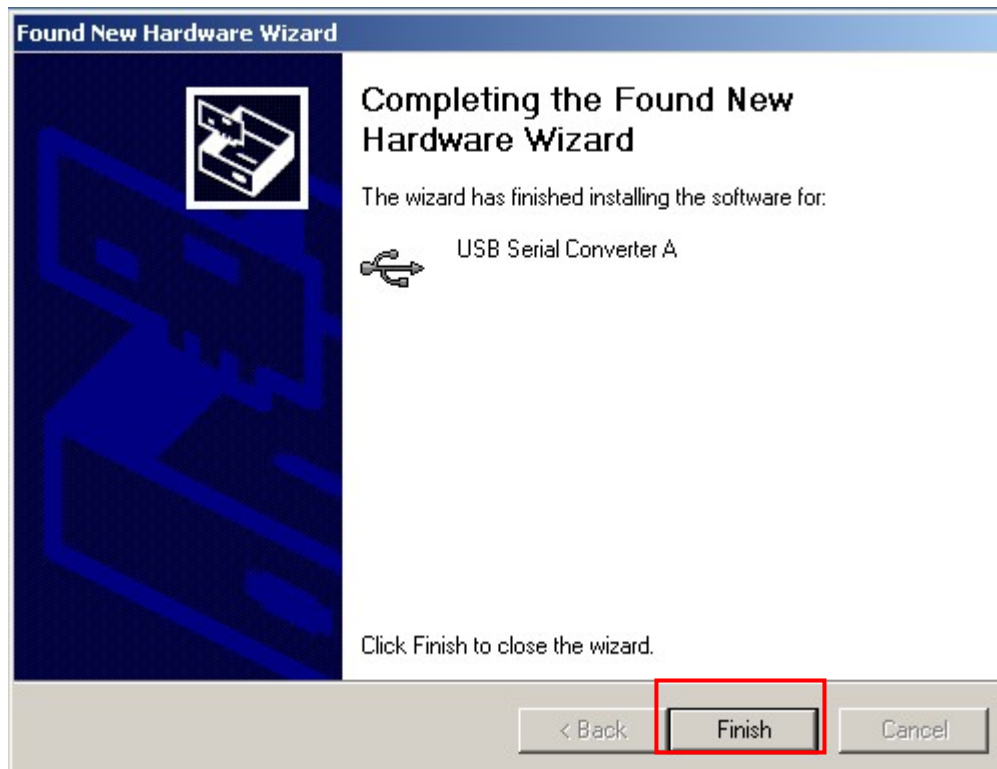 Found New Hardware Wizard
Completing the Found New
Hardware Wizard
The wizard has finished installing the software for:
USB Serial Converter A
Click Finish to close the wizard.
< Back
Finish
Cancel